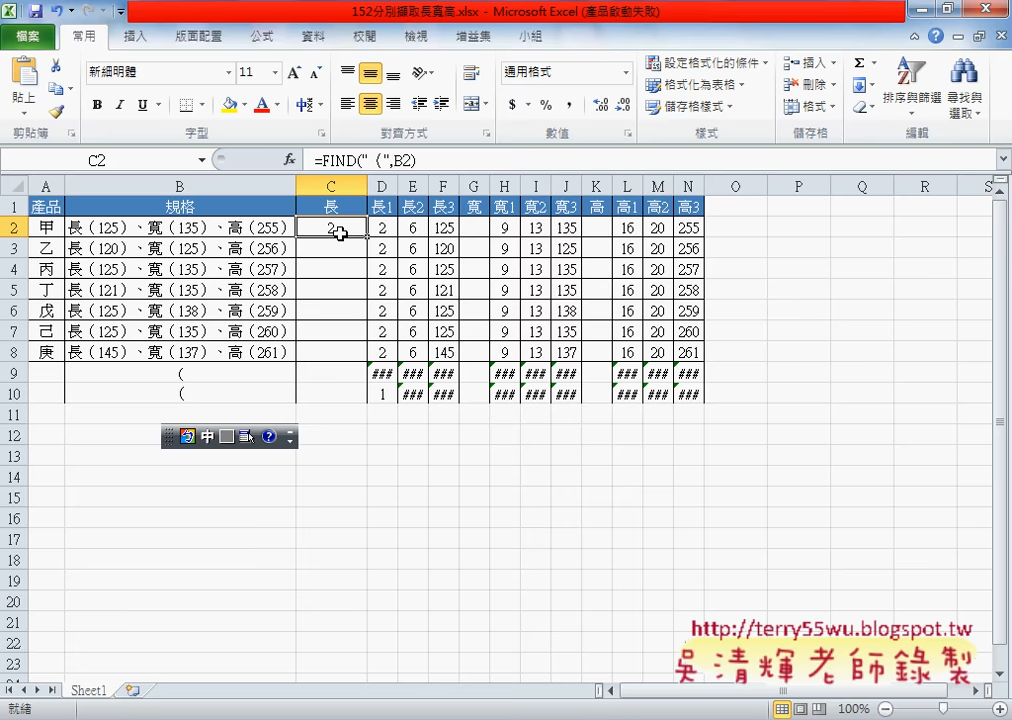 152分別擷取長寬高.xlsx - Microsoft Excel (產品啟動失敗)
檔案 常用 插入 版面配置 公式 資料 校閱 檢視 增益集 小組
貼上 新細明體 11 通用格式 設定格式化的條件 格式化為表格 儲存格樣式 插入 刪除 格式 排序與篩選 尋找與選取
剪貼簿 字型 對齊方式 數值 樣式 儲存格 編輯
C2 fx =FIND("（",B2)
A B C D E F G H I J K L M N O P Q R S
1 產品 規格 長 長1 長2 長3 寬 寬1 寬2 寬3 高 高1 高2 高3
2 甲 長（125）、寬（135）、高（255） 2 2 6 125 9 13 135 16 20 255
3 乙 長（120）、寬（125）、高（256） 2 6 120 9 13 125 16 20 256
4 丙 長（125）、寬（135）、高（257） 2 6 125 9 13 135 16 20 257
5 丁 長（121）、寬（135）、高（258） 2 6 121 9 13 135 16 20 258
6 戊 長（125）、寬（138）、高（259） 2 6 125 9 13 138 16 20 259
7 己 長（125）、寬（135）、高（260） 2 6 125 9 13 135 16 20 260
8 庚 長（145）、寬（137）、高（261） 2 6 145 9 13 137 16 20 261
9 ( ### ### ### ### ### ### ### ### ###
10 （ 1 ### ### ### ### ### ### ### ###
11
12 中
13
14
15
16
17
18
19
20
21
22
23
http://terry55wu.blogspot.tw
吳清輝老師錄製
Sheet1
就緒 100%